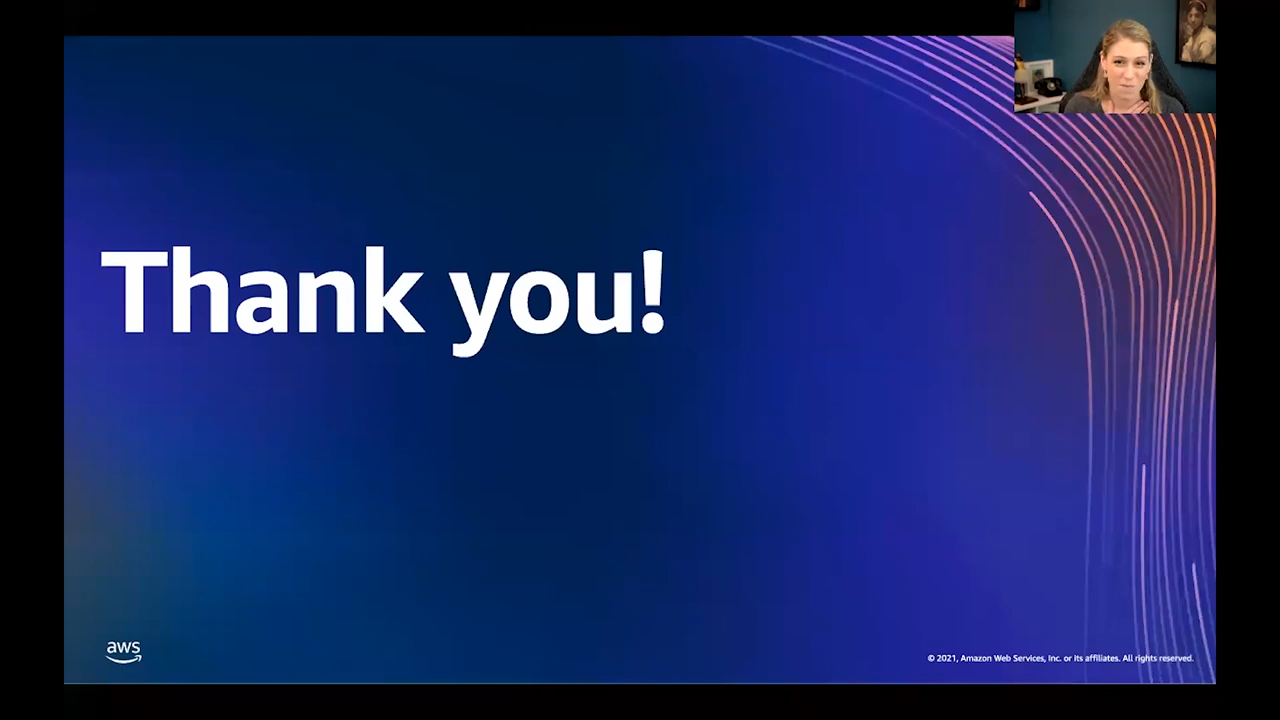 Thank you!
aws
© 2021, Amazon Web Services, Inc. or its affiliates. All rights reserved.